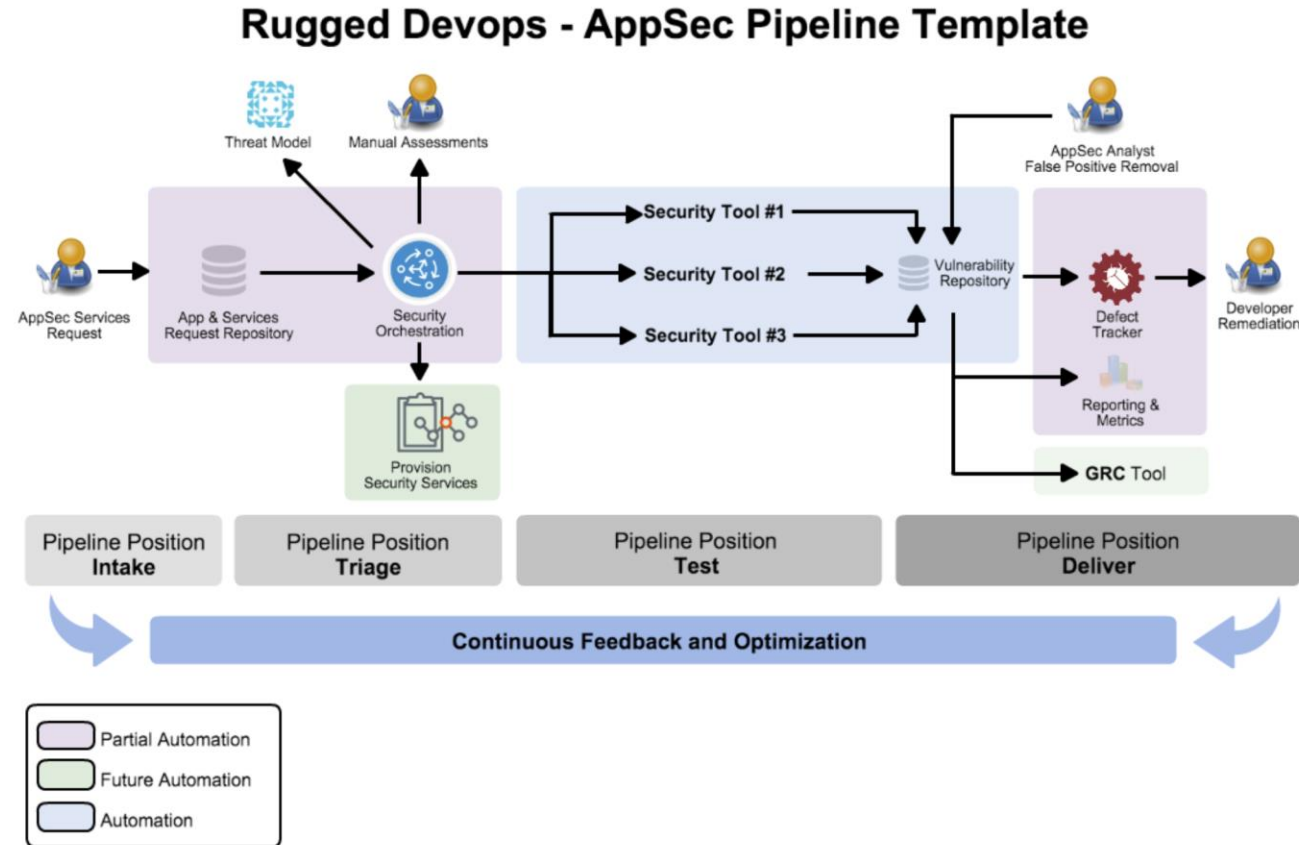 Rugged Devops - AppSec Pipeline Template
Threat Model
Manual Assessments
AppSec Analyst
False Positive Removal
AppSec Services
Request
App & Services
Request Repository
Security
Orchestration
Security Tool #1
Security Tool #2
Security Tool #3
Vulnerability
Repository
Defect
Tracker
Developer
Remediation
Reporting &
Metrics
Provision
Security Services
GRC Tool
Pipeline Position
Intake
Pipeline Position
Triage
Pipeline Position
Test
Pipeline Position
Deliver
Continuous Feedback and Optimization
Partial Automation
Future Automation
Automation